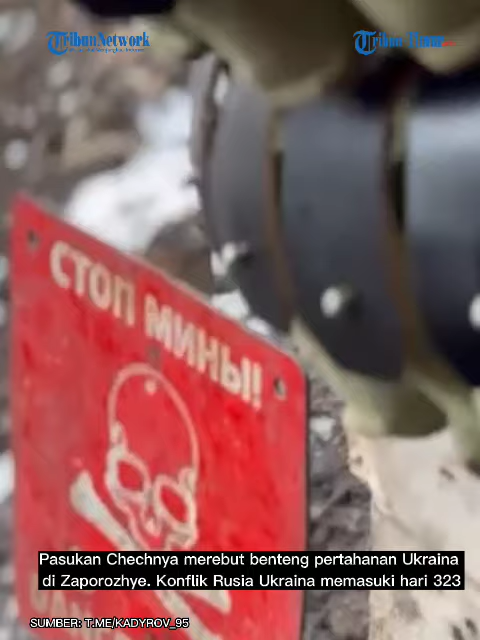 TribunNetwork
СТОП МИНЫ!
Pasukan Chechnya merebut benteng pertahanan Ukraina
di Zaporozhye. Konflik Rusia Ukraina memasuki hari 323
SUMBER: T.ME/KADYROV_95